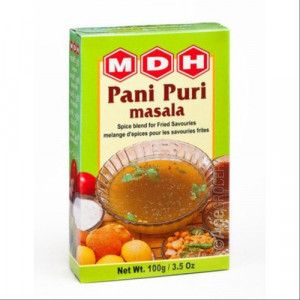 MDH
Pani Puri
masala
Spice blend for Fried Savouries
melange d'epices pour les savouries frites
Net Wt. 100g / 3.5 Oz